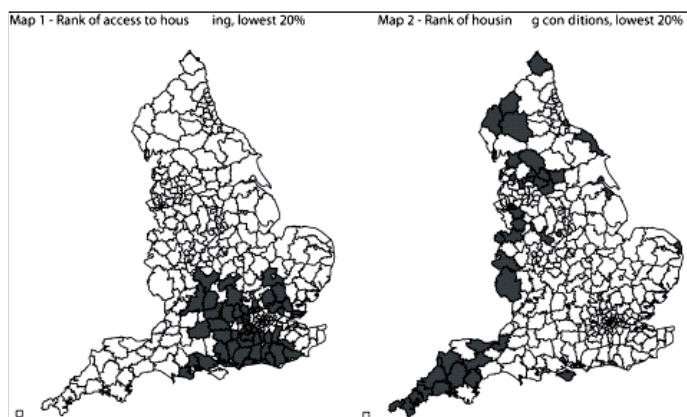 Map 1 - Rank of access to hous ing, lowest 20%
Map 2 - Rank of housin g con ditions, lowest 20%